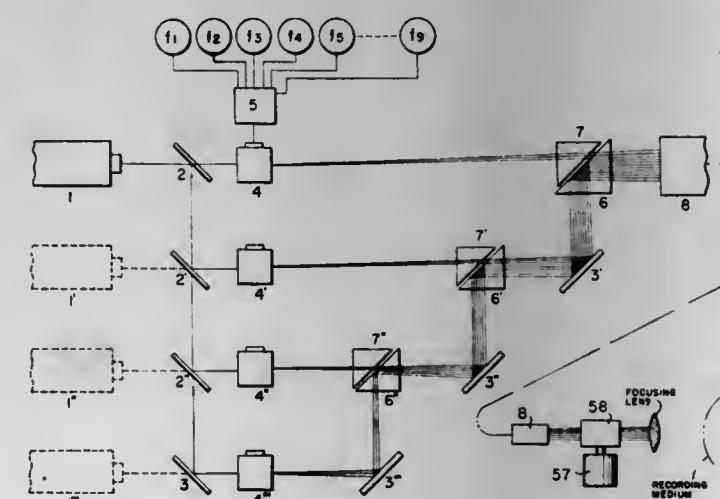 f1 f2 f3 f4 f5 f9
5
7
1 2 4 6 8
7'
1' 2' 4' 6' 3'
7"
1" 2" 4" 6" 3"
8 58 FOCUSING LENS
57 RECORDING MEDIUM
3 3'''